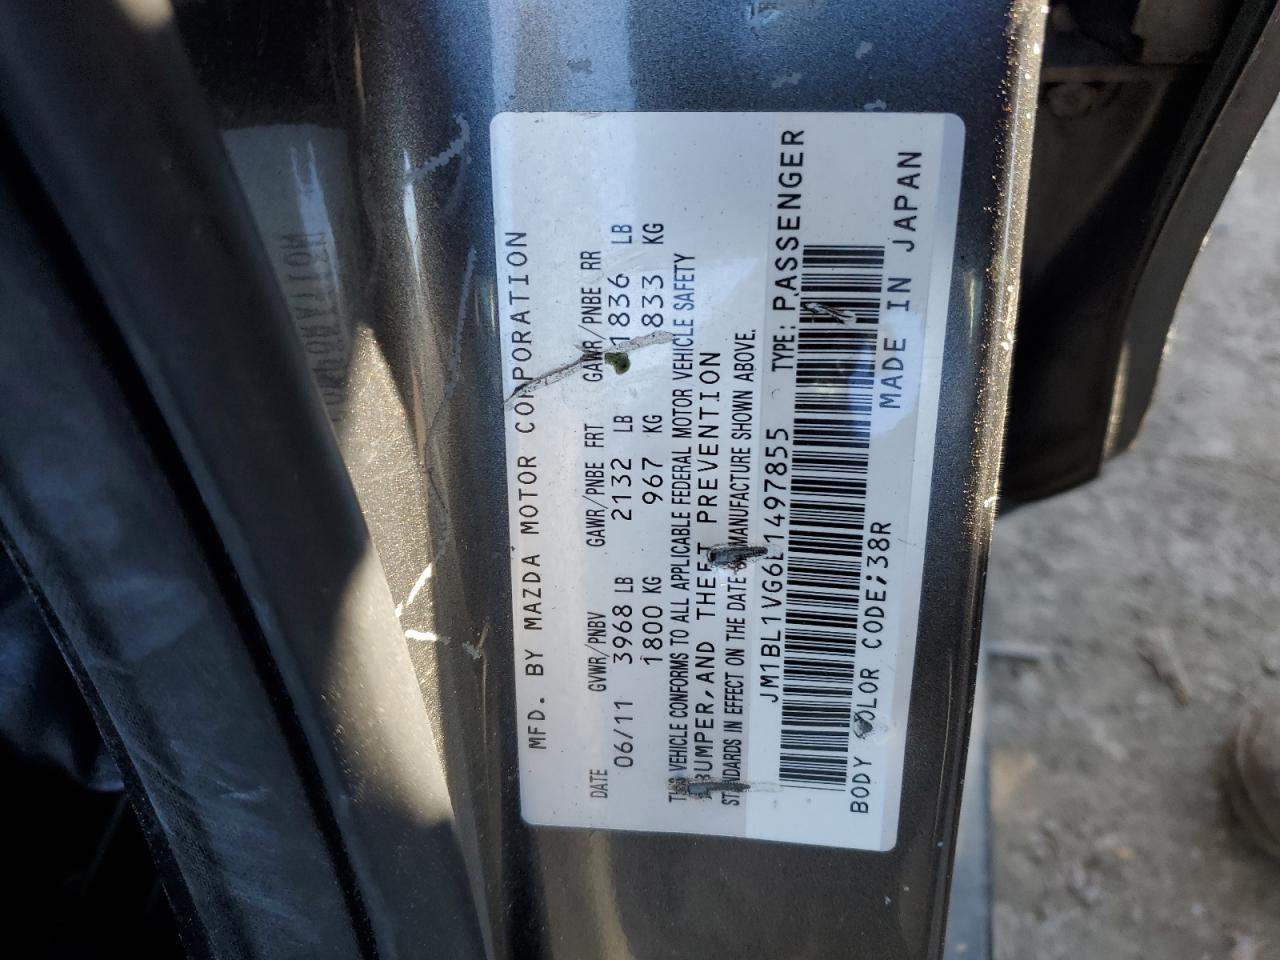 MFD. BY MAZDA MOTOR CORPORATION
DATE GVWR/PNBV GAWR/PNBE FRT GAWR/PNBE RR
06/11 3968 LB 2132 LB 1836 LB
1800 KG 967 KG 833 KG
VEHICLE CONFORMS TO ALL APPLICABLE FEDERAL MOTOR VEHICLE SAFETY
BUMPER, AND THEFT PREVENTION
STANDARDS IN EFFECT ON THE DATE MANUFACTURE SHOWN ABOVE.
JM1BL1VG6B1497855 TYPE: PASSENGER
BODY COLOR CODE;38R MADE IN JAPAN